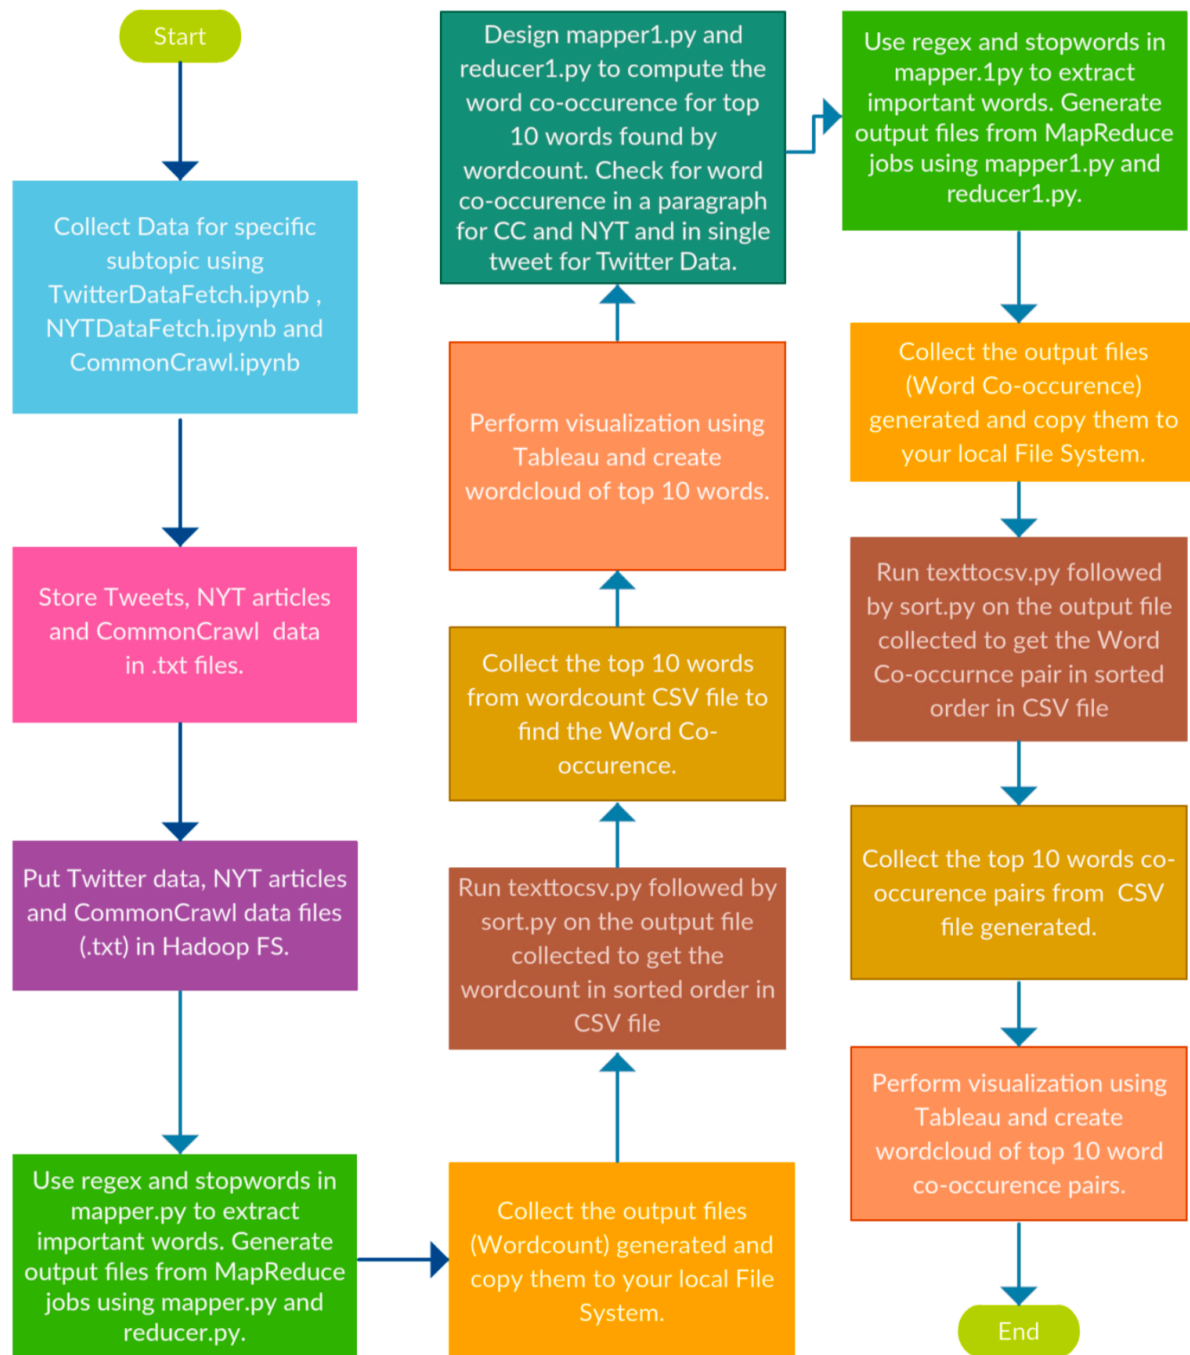 Start
Collect Data for specific
subtopic using
TwitterDataFetch.ipynb ,
NYTDataFetch.ipynb and
CommonCrawl.ipynb
Store Tweets, NYT articles
and CommonCrawl data
in .txt files.
Put Twitter data, NYT articles
and CommonCrawl data files
(.txt) in Hadoop FS.
Use regex and stopwords in
mapper.py to extract
important words. Generate
output files from MapReduce
jobs using mapper.py and
reducer.py.
Collect the output files
(Wordcount) generated and
copy them to your local File
System.
Run texttocsv.py followed by
sort.py on the output file
collected to get the
wordcount in sorted order in
CSV file
Collect the top 10 words
from wordcount CSV file to
find the Word Co-
occurence.
Perform visualization using
Tableau and create
wordcloud of top 10 words.
Design mapper1.py and
reducer1.py to compute the
word co-occurence for top
10 words found by
wordcount. Check for word
co-occurence in a paragraph
for CC and NYT and in single
tweet for Twitter Data.
Use regex and stopwords in
mapper.1py to extract
important words. Generate
output files from MapReduce
jobs using mapper1.py and
reducer1.py.
Collect the output files
(Word Co-occurence)
generated and copy them to
your local File System.
Run texttocsv.py followed
by sort.py on the output file
collected to get the Word
Co-occurnce pair in sorted
order in CSV file
Collect the top 10 words co-
occurence pairs from CSV
file generated.
Perform visualization using
Tableau and create
wordcloud of top 10 word
co-occurence pairs.
End